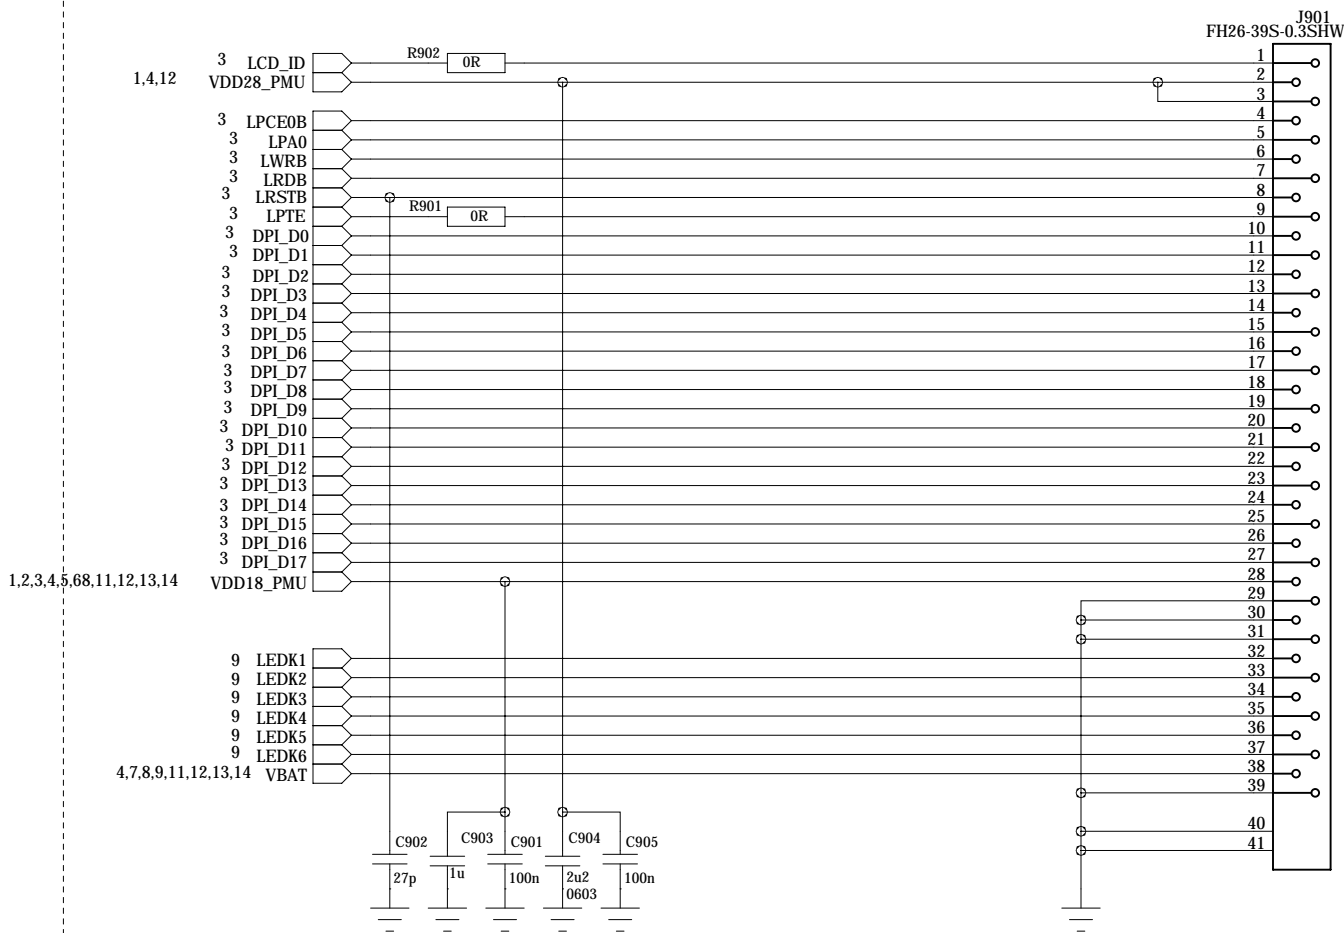 J901
FH26-39S-0.3SHW
3 LCD_ID R902 0R 1
1,4,12 VDD28_PMU 2
3
3 LPCE0B 4
3 LPA0 5
3 LWRB 6
3 LRDB 7
3 LRSTB 8
3 LPTE R901 0R 9
3 DPI_D0 10
3 DPI_D1 11
3 DPI_D2 12
3 DPI_D3 13
3 DPI_D4 14
3 DPI_D5 15
3 DPI_D6 16
3 DPI_D7 17
3 DPI_D8 18
3 DPI_D9 19
3 DPI_D10 20
3 DPI_D11 21
3 DPI_D12 22
3 DPI_D13 23
3 DPI_D14 24
3 DPI_D15 25
3 DPI_D16 26
3 DPI_D17 27
1,2,3,4,5,68,11,12,13,14 VDD18_PMU 28
29
30
31
9 LEDK1 32
9 LEDK2 33
9 LEDK3 34
9 LEDK4 35
9 LEDK5 36
9 LEDK6 37
4,7,8,9,11,12,13,14 VBAT 38
39
40
41
C902 C903 C901 C904 C905
27p 1u 100n 2u2 100n
0603